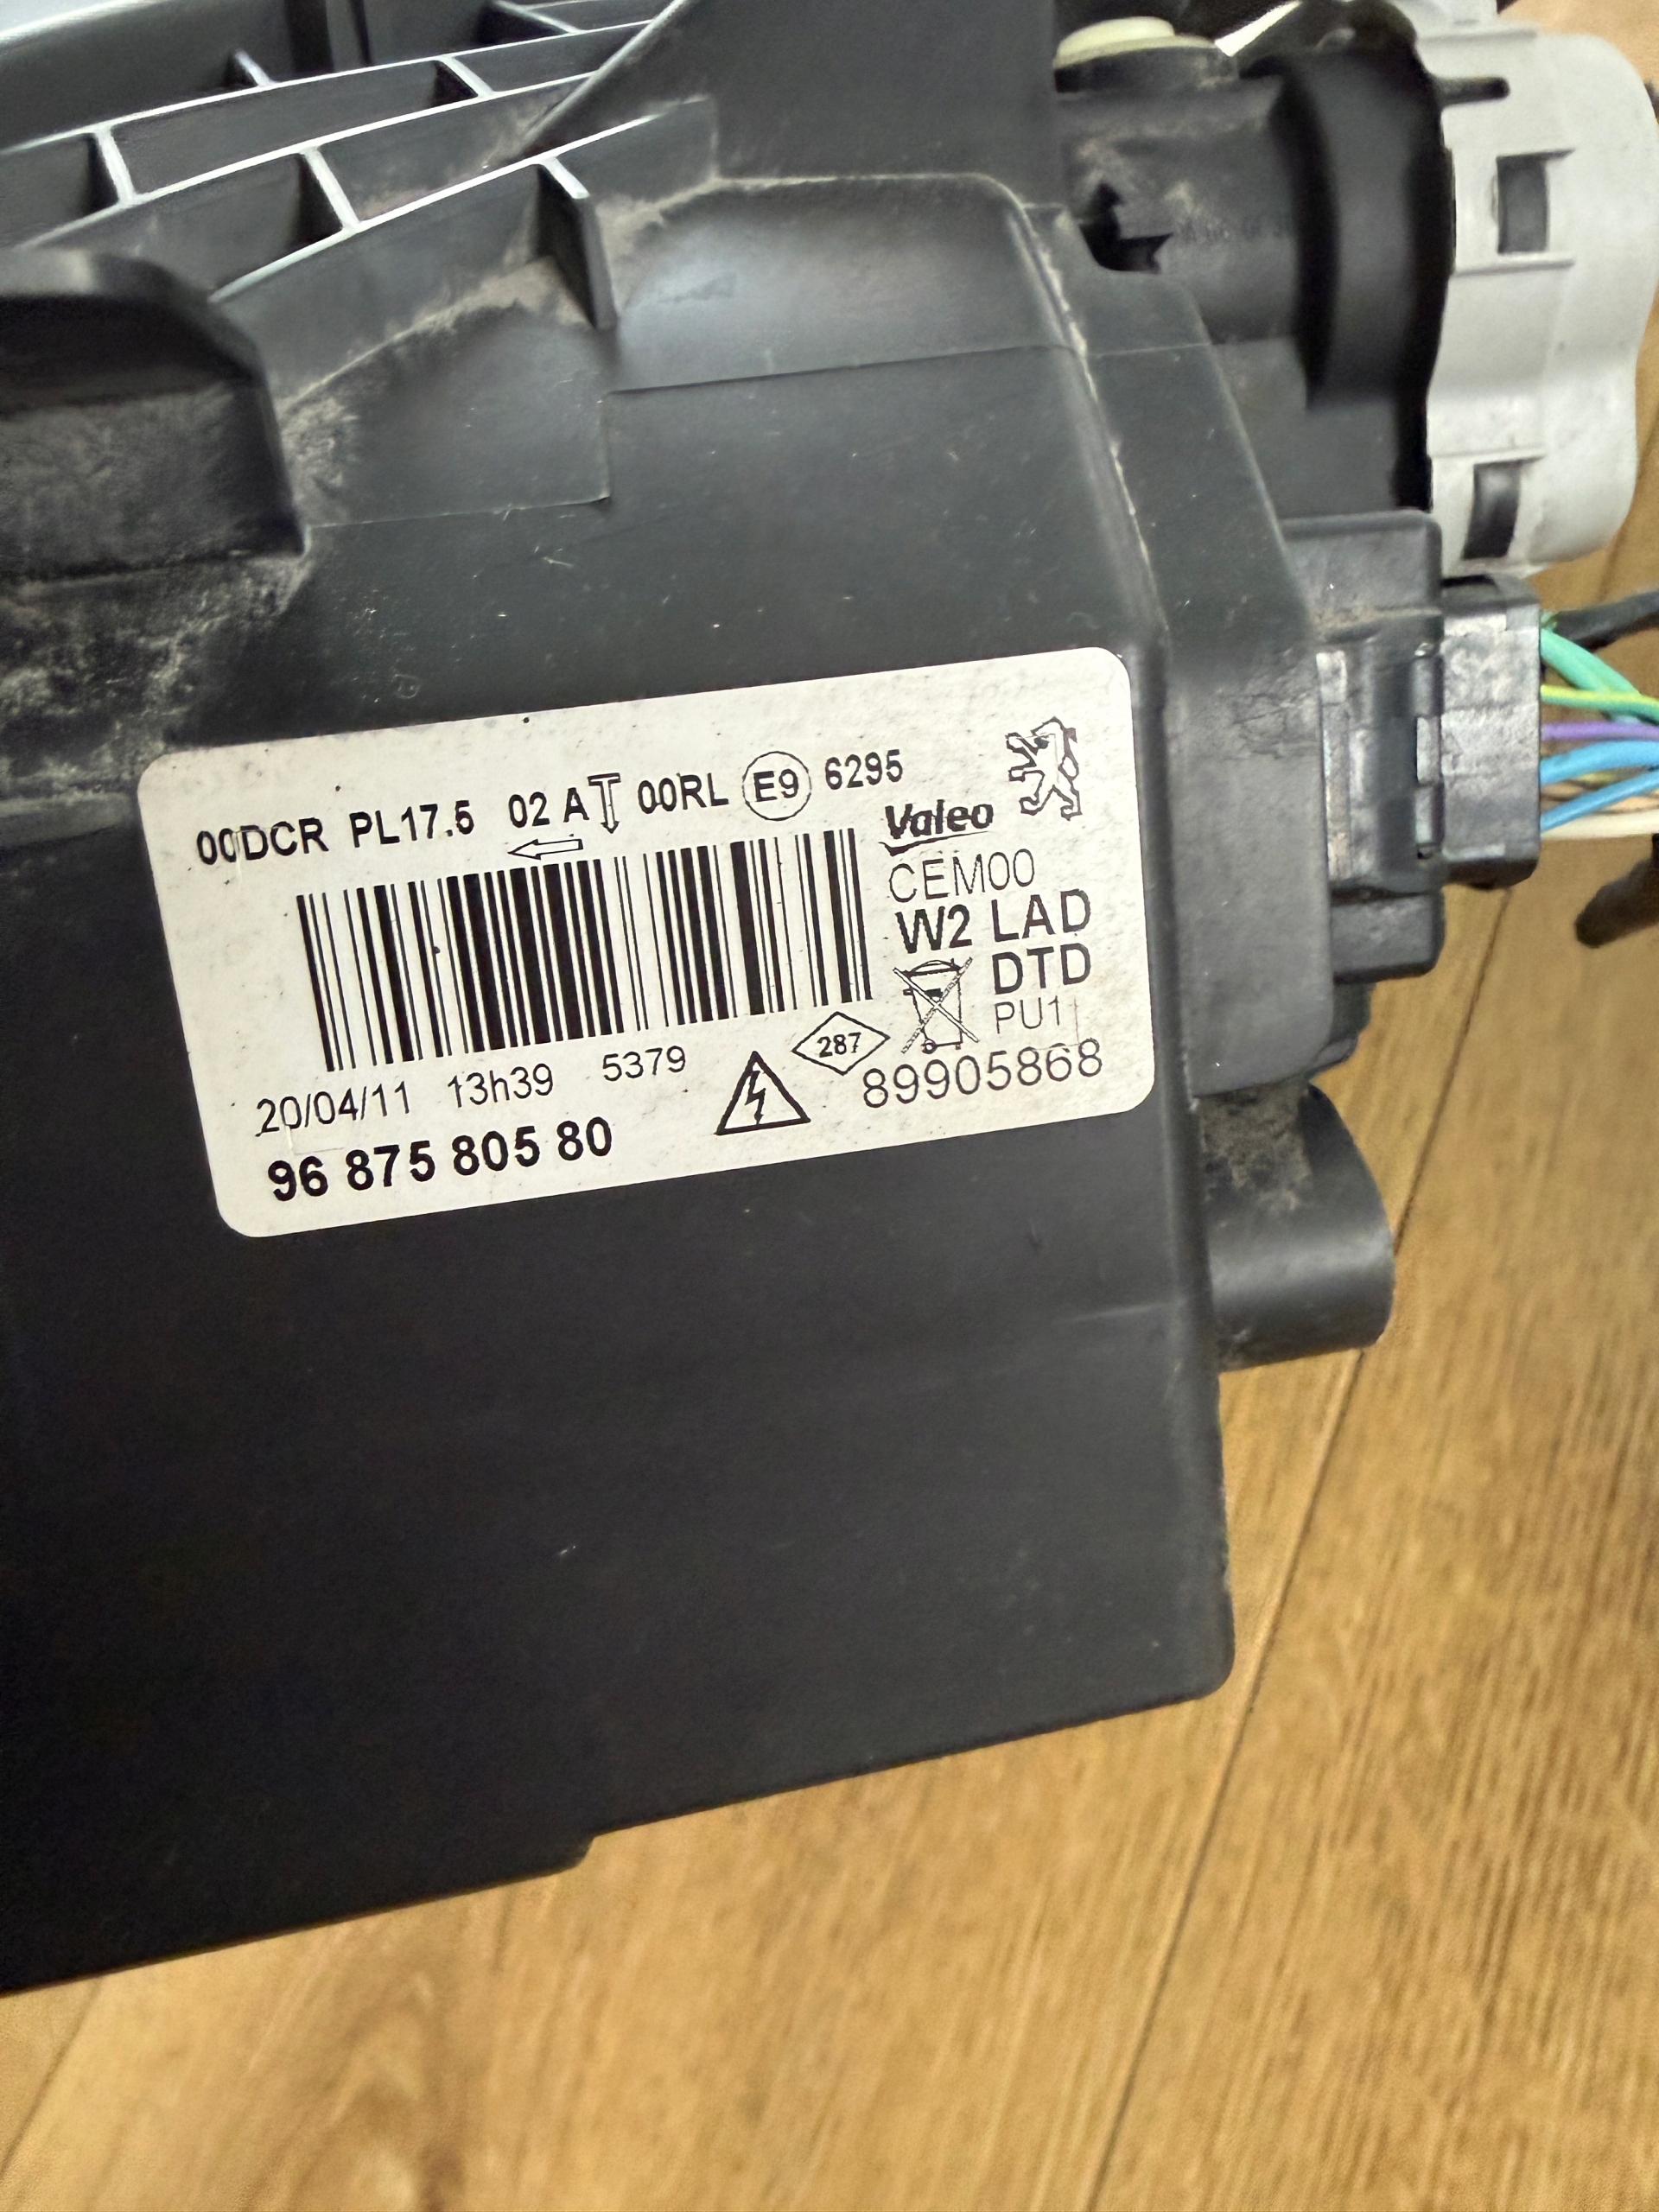 00DCR PL17.5 02 A 00RL E9 6295
Valeo
CEM00
W2 LAD
DTD
PU1
287
20/04/11 13h39 5379
89905868
96 875 805 80